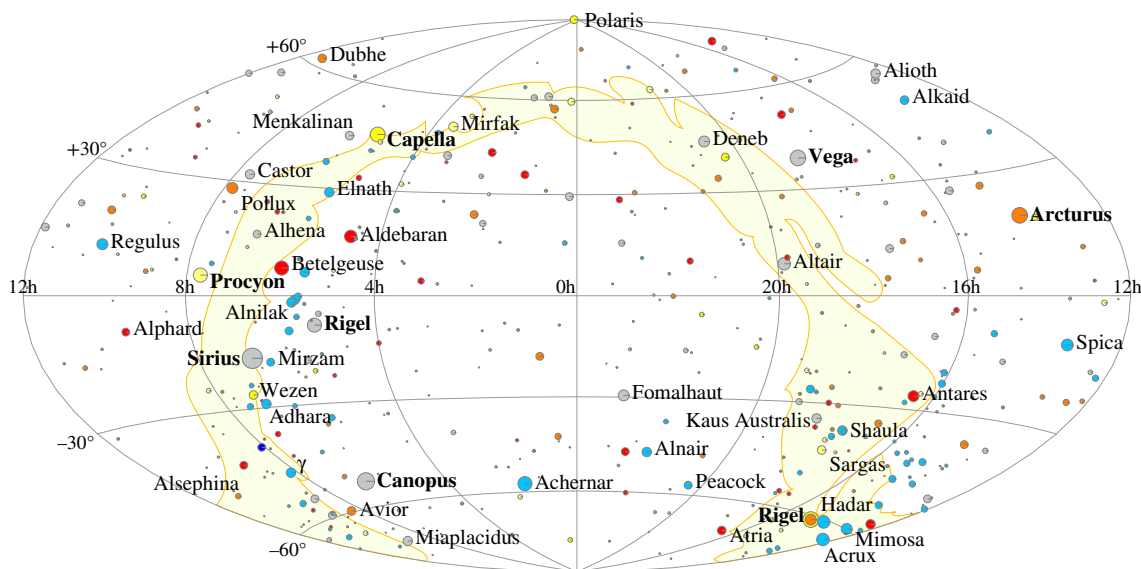 Polaris
+60°
Dubhe
Alioth
Alkaid
Menkalinan
Capella
Mirfak
Deneb
Vega
+30°
Castor
Pollux
Elnath
Arcturus
Regulus
Alhena
Aldebaran
Betelgeuse
Altair
Procyon
12h
8h
4h
0h
20h
16h
12h
Alphard
Alnilak
Rigel
Spica
Sirius
Mirzam
Wezen
Adhara
Fomalhaut
Antares
Kaus Australis
Shaula
−30°
γ
Alnair
Sargas
Alsephina
Canopus
Achernar
Peacock
Avior
Rigel
Hadar
−60°
Miaplacidus
Atria
Mimosa
Acrux